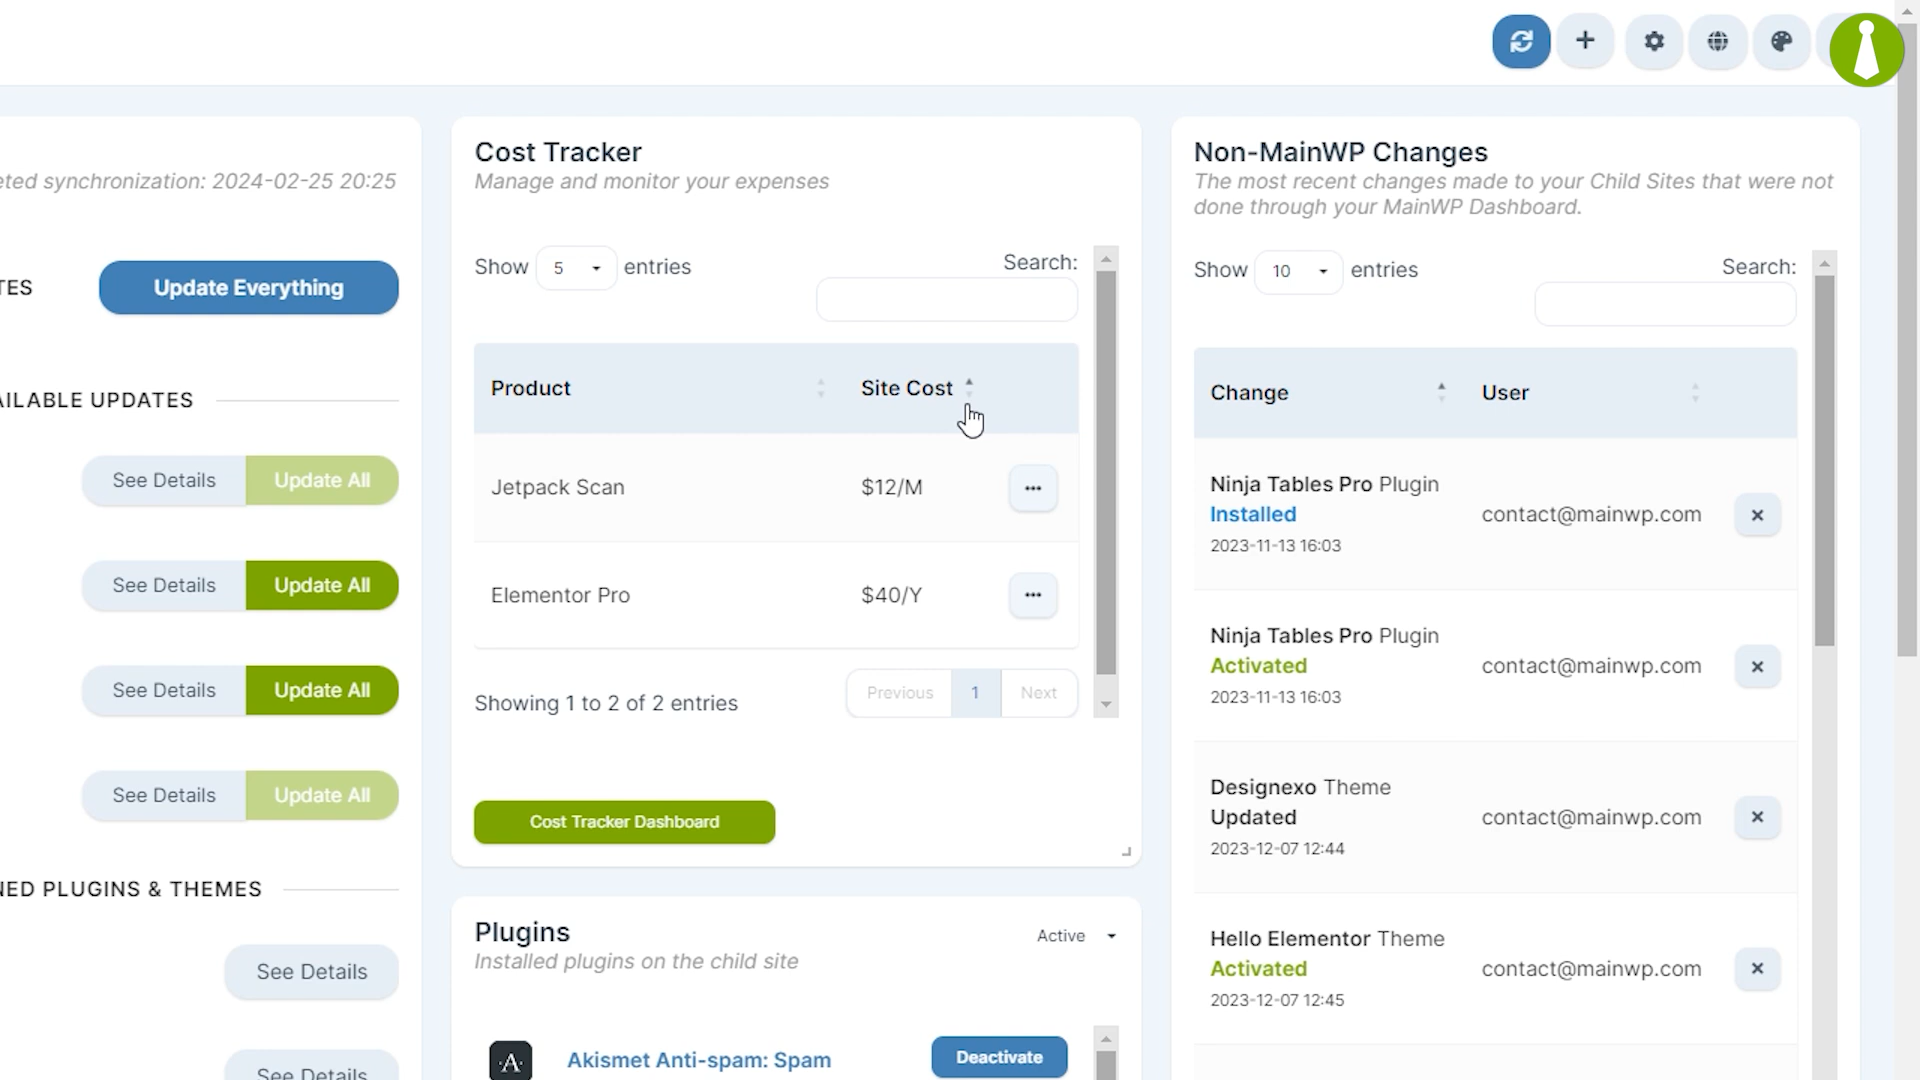 eted synchronization: 2024-02-25 20:25
TES
Update Everything
AILABLE UPDATES
See Details
Update All
See Details
Update All
See Details
Update All
See Details
Update All
NED PLUGINS & THEMES
See Details
See Details
Cost Tracker
Manage and monitor your expenses
Show 5 entries
Search:
Product
Site Cost
Jetpack Scan
$12/M
Elementor Pro
$40/Y
Showing 1 to 2 of 2 entries
Previous 1 Next
Cost Tracker Dashboard
Plugins
Active
Installed plugins on the child site
A
Akismet Anti-spam: Spam
Deactivate
Non-MainWP Changes
The most recent changes made to your Child Sites that were not
done through your MainWP Dashboard.
Show 10 entries
Search:
Change
User
Ninja Tables Pro Plugin
Installed
2023-11-13 16:03
contact@mainwp.com
Ninja Tables Pro Plugin
Activated
2023-11-13 16:03
contact@mainwp.com
Designexo Theme
Updated
2023-12-07 12:44
contact@mainwp.com
Hello Elementor Theme
Activated
2023-12-07 12:45
contact@mainwp.com